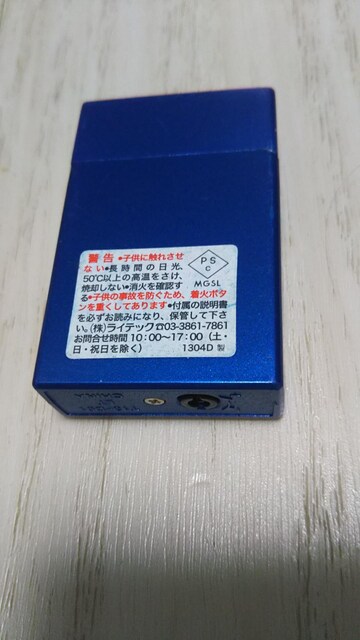 警告 •子供に触れさせ
ない•長時間の日光、
50℃以上の高温をさけ、
焼却しない•消火を確認す
る•子供の事故を防ぐため、着火ボタ
ンを重くしてあります•付属の説明書
を必ずお読みになり、保管して下さ
い。(株)ライテック☎03-3861-7861
お問合せ時間 10:00〜17:00 (土・
日・祝日を除く) 1304D 製
PS
C
MGSL